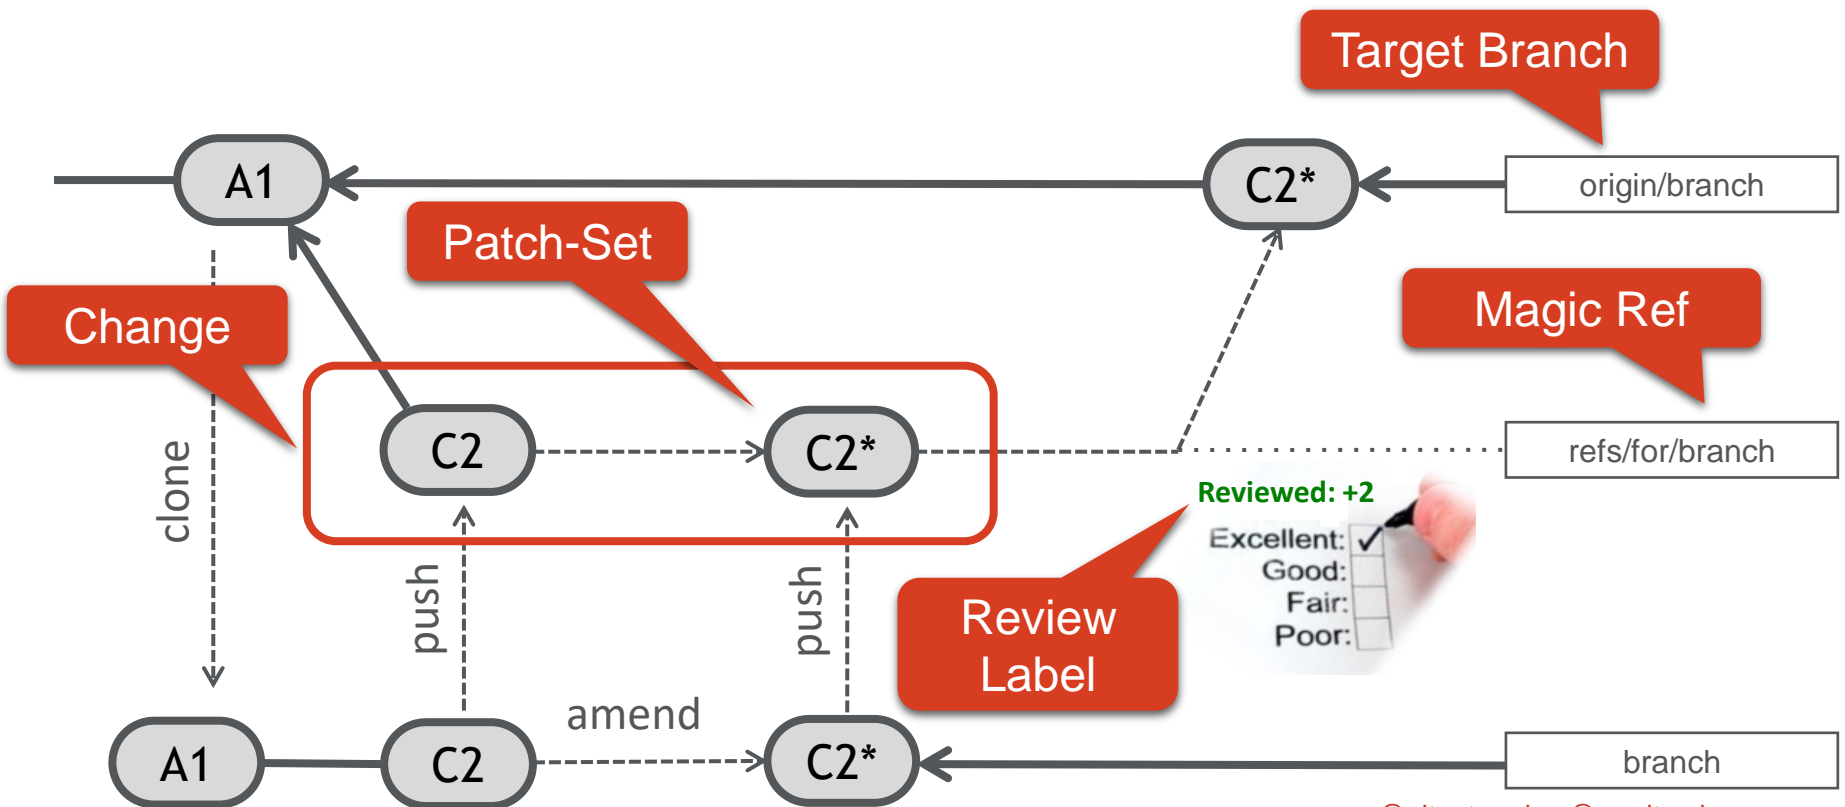 Target Branch
A1
C2*
origin/branch
Patch-Set
Change
Magic Ref
C2
C2*
refs/for/branch
clone
push
push
Reviewed: +2
Excellent:
Good:
Fair:
Poor:
Review
Label
amend
A1
C2
C2*
branch